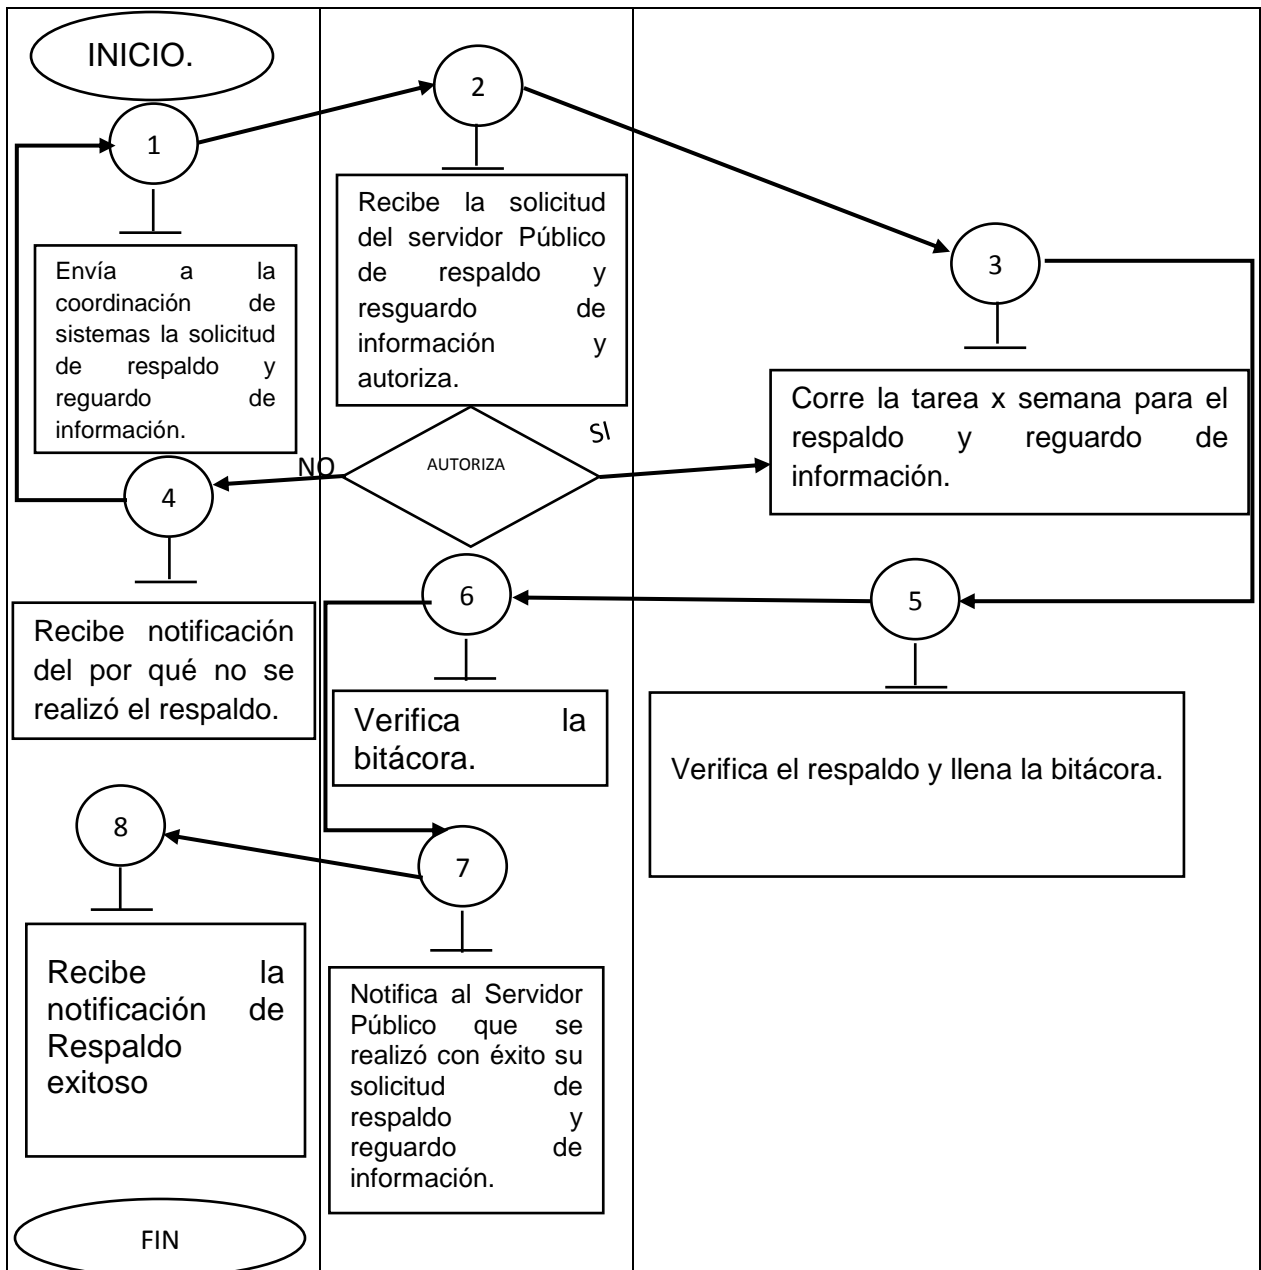 INICIO.
1
Envía a la
coordinación de
sistemas la solicitud
de respaldo y
reguardo de
información.
2
Recibe la solicitud
del servidor Público
de respaldo y
resguardo de
información y
autoriza.
AUTORIZA
NO
SI
3
Corre la tarea x semana para el
respaldo y reguardo de
información.
4
Recibe notificación
del por qué no se
realizó el respaldo.
5
Verifica el respaldo y llena la bitácora.
6
Verifica la
bitácora.
7
Notifica al Servidor
Público que se
realizó con éxito su
solicitud de
respaldo y
reguardo de
información.
8
Recibe la
notificación de
Respaldo
exitoso
FIN